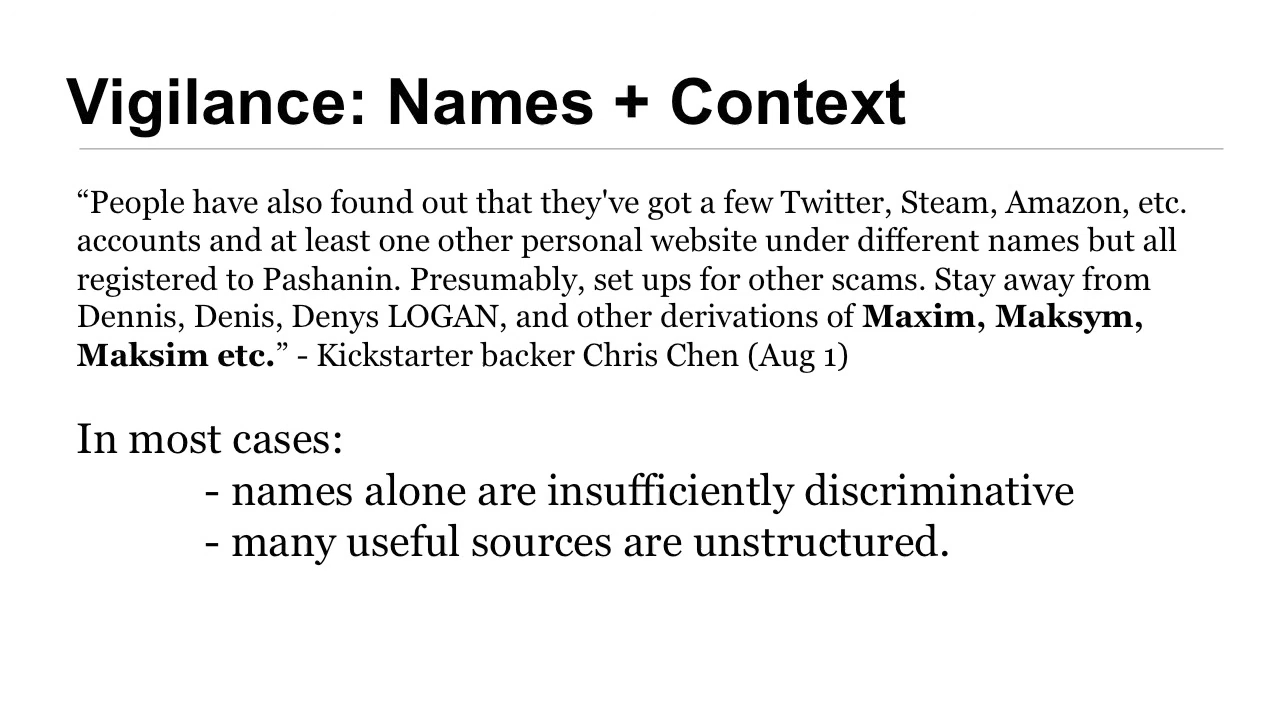 Vigilance: Names + Context
“People have also found out that they've got a few Twitter, Steam, Amazon, etc.
accounts and at least one other personal website under different names but all
registered to Pashanin. Presumably, set ups for other scams. Stay away from
Dennis, Denis, Denys LOGAN, and other derivations of Maxim, Maksym,
Maksim etc.” - Kickstarter backer Chris Chen (Aug 1)
In most cases:
- names alone are insufficiently discriminative
- many useful sources are unstructured.